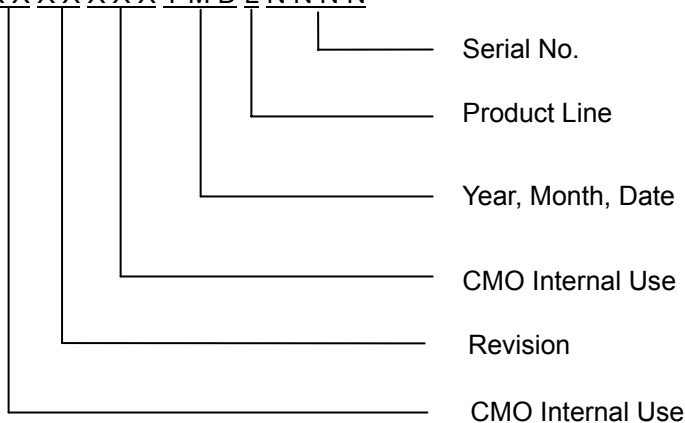 X X X X X X X Y M D L N N N N
Serial No.
Product Line
Year, Month, Date
CMO Internal Use
Revision
CMO Internal Use